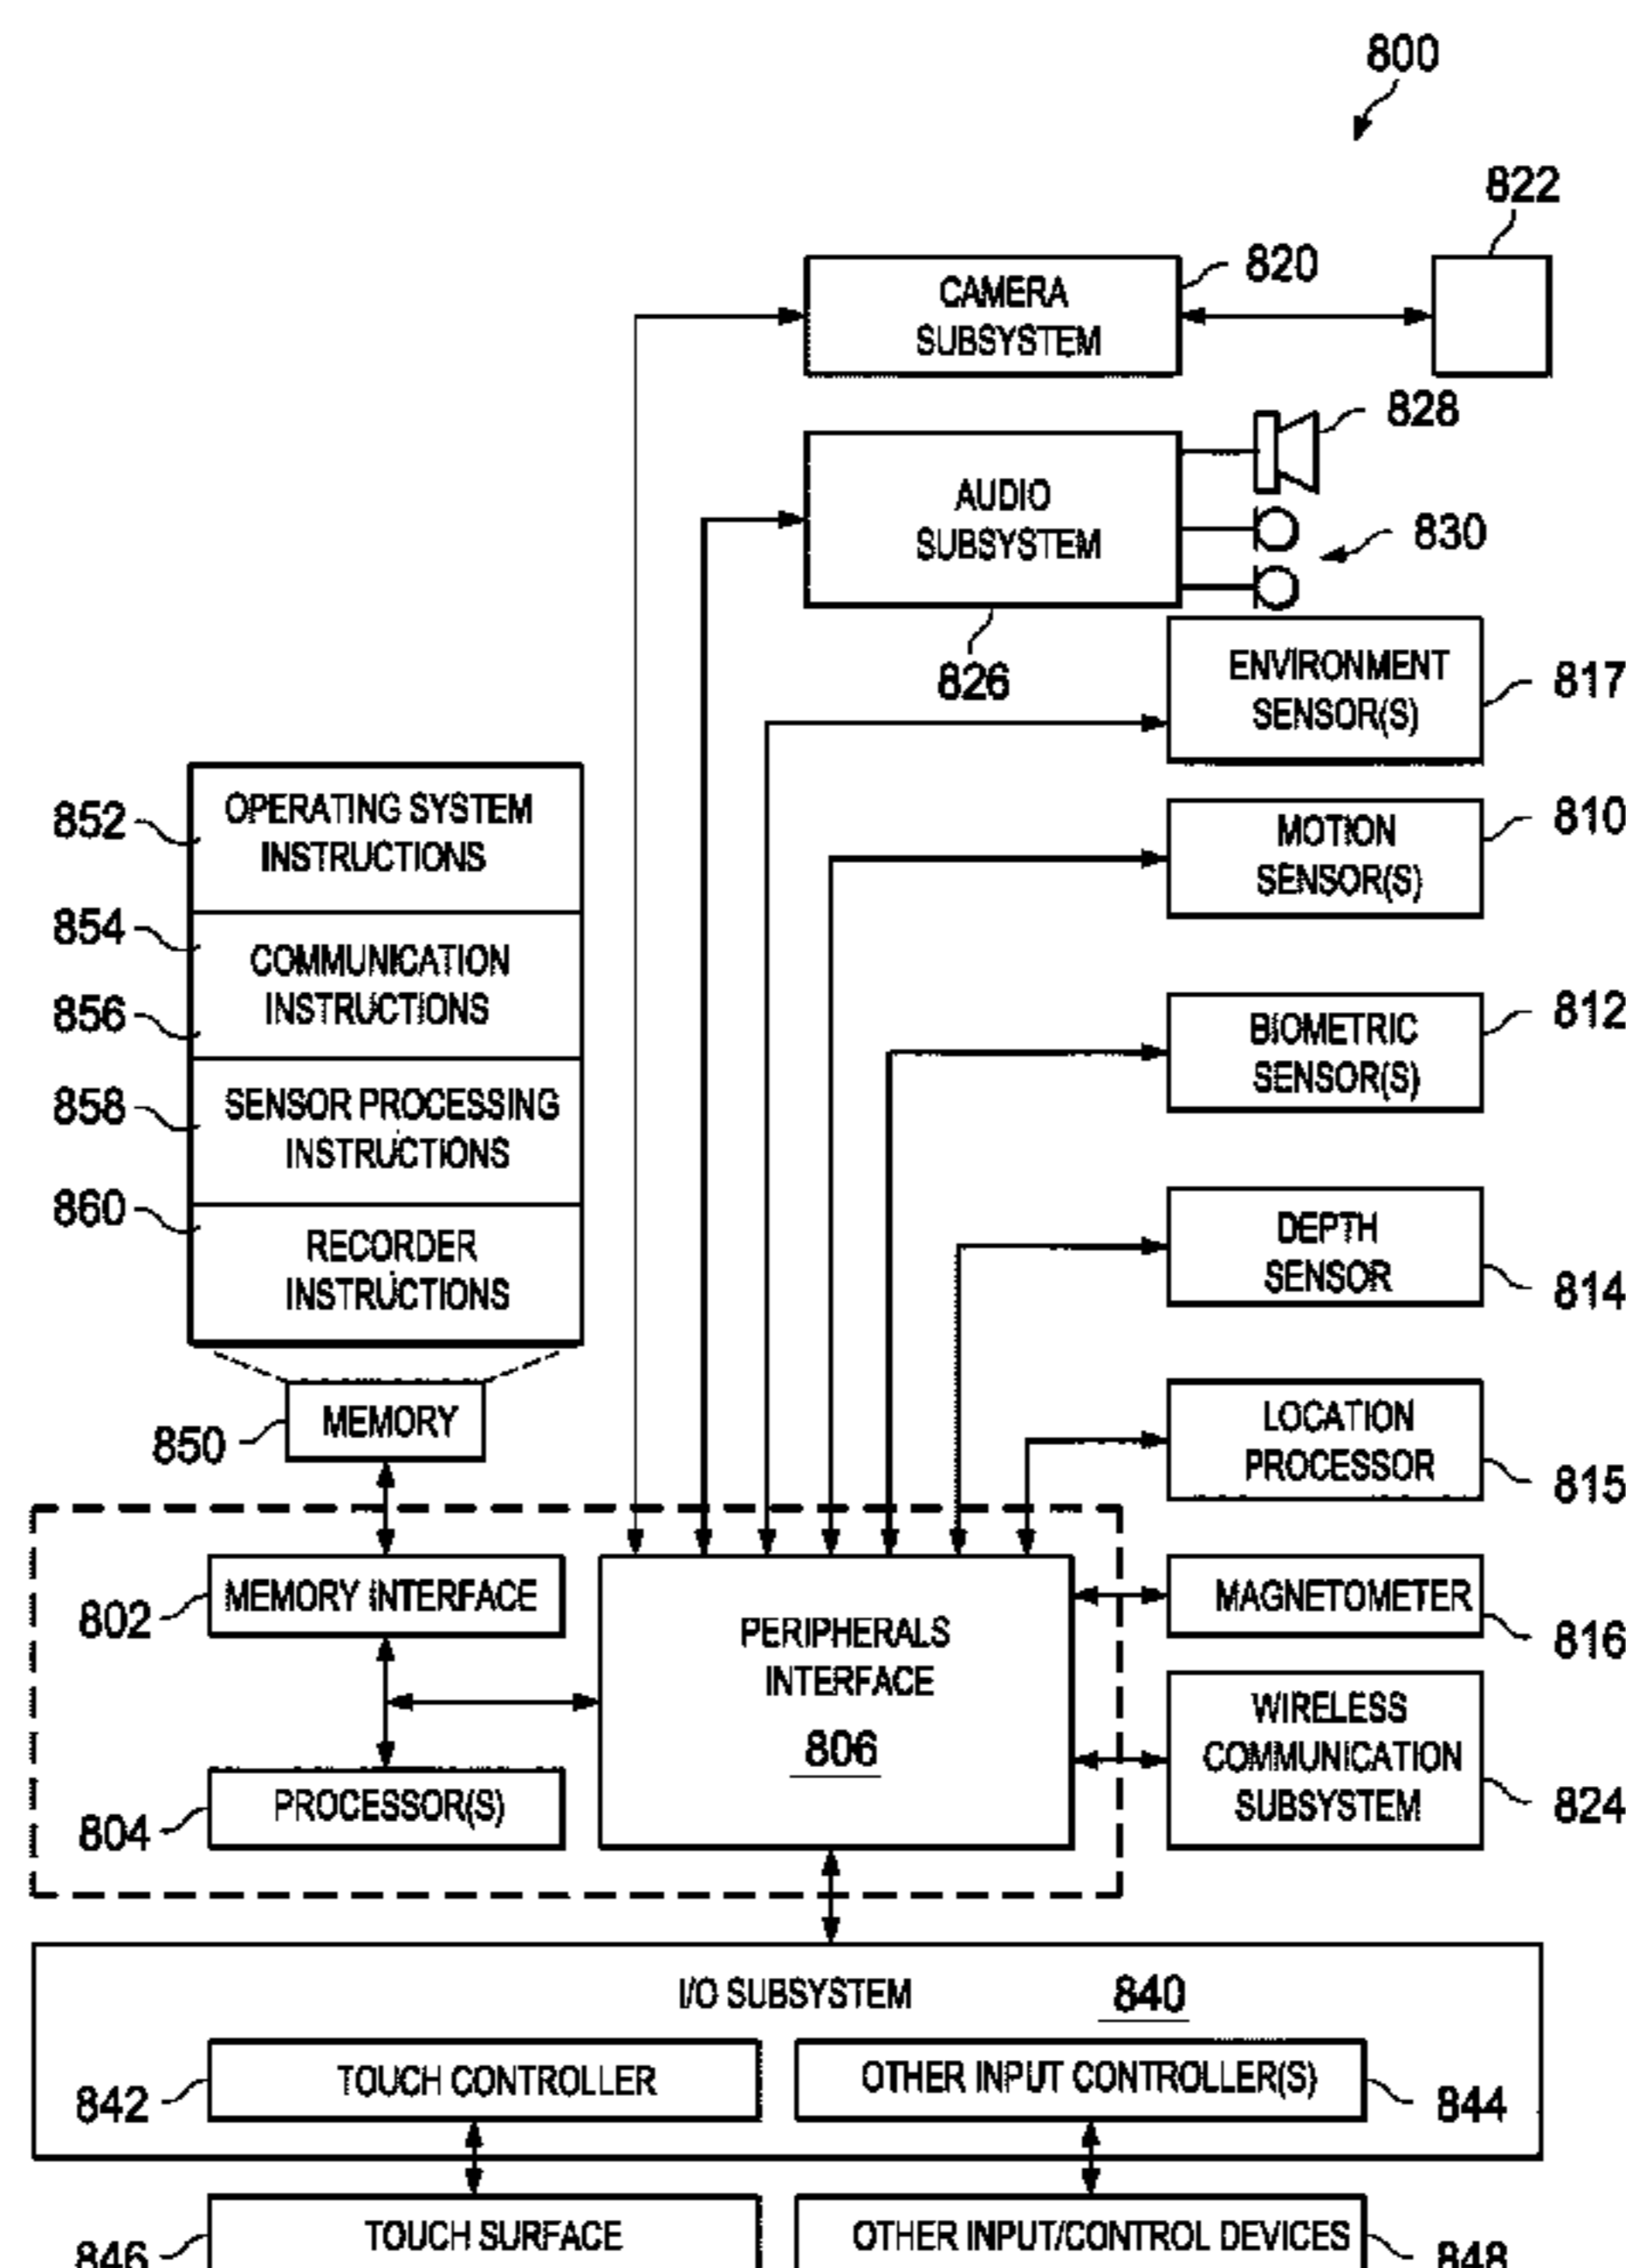 800
822
820
CAMERA
SUBSYSTEM
828
AUDIO
SUBSYSTEM
830
826
ENVIRONMENT
SENSOR(S)
817
852
OPERATING SYSTEM
INSTRUCTIONS
MOTION
SENSOR(S)
810
854
COMMUNICATION
INSTRUCTIONS
856
BIOMETRIC
SENSOR(S)
812
858
SENSOR PROCESSING
INSTRUCTIONS
860
RECORDER
INSTRUCTIONS
DEPTH
SENSOR
814
850
MEMORY
LOCATION
PROCESSOR
815
802
MEMORY INTERFACE
PERIPHERALS
INTERFACE
806
MAGNETOMETER
816
804
PROCESSOR(S)
WIRELESS
COMMUNICATION
SUBSYSTEM
824
I/O SUBSYSTEM 840
842
TOUCH CONTROLLER
OTHER INPUT CONTROLLER(S)
844
846
TOUCH SURFACE
OTHER INPUT/CONTROL DEVICES
848